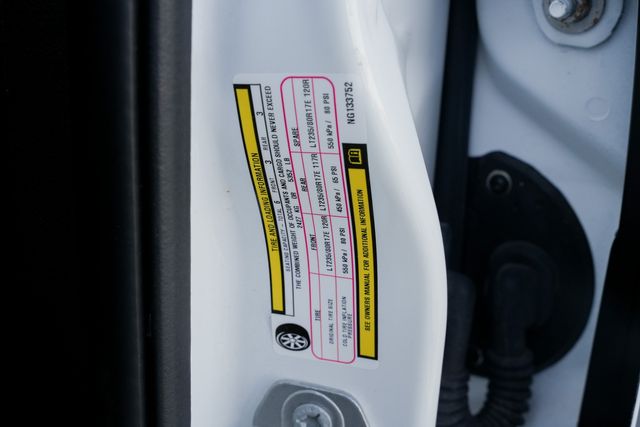 TIRE AND LOADING INFORMATION
SEATING CAPACITY - TOTAL 6 FRONT 3 REAR 3
THE COMBINED WEIGHT OF OCCUPANTS AND CARGO SHOULD NEVER EXCEED
2427 KG OR 5352 LB
TIRE FRONT REAR SPARE
ORIGINAL TIRE SIZE LT235/80R17E 120R LT235/80R17E 117R LT235/80R17E 120R
COLD TIRE INFLATION PRESSURE 550 kPa / 80 PSI 450 kPa / 65 PSI 550 kPa / 80 PSI
SEE OWNERS MANUAL FOR ADDITIONAL INFORMATION
NG133752